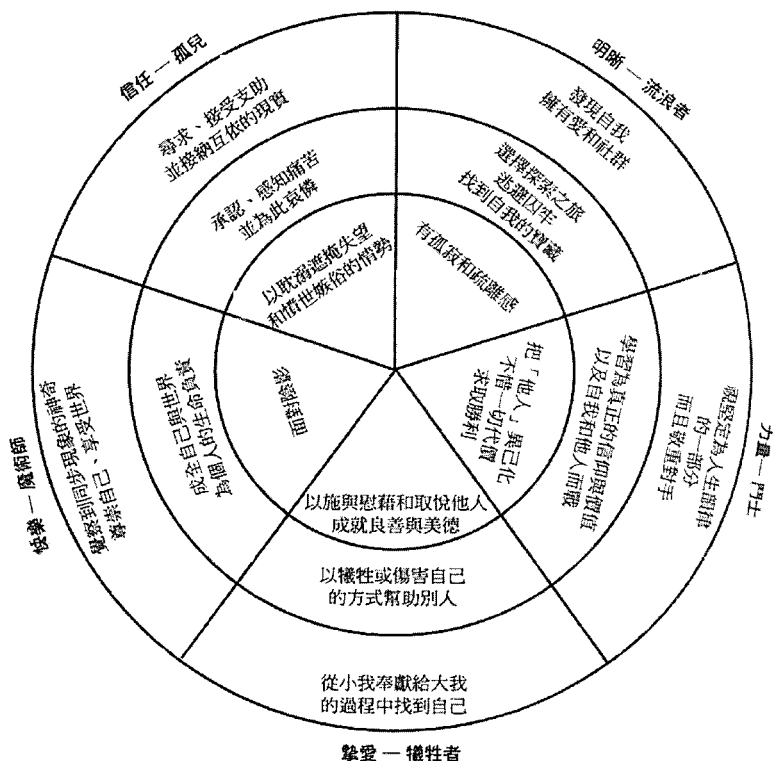 信任 — 孤兒
尋求、接受支助
並接納互依的現實
承認、感知痛苦
並為此哀憐
以耽溺遮掩失望
和憤世嫉俗的情勢
明晰 — 流浪者
發現自我
擁有愛和社群
選擇探索之旅
逃避囚牢
找到自我的寶藏
有孤寂和疏離感
力量 — 鬥士
視堅定為人生韻律
的一部分
而且敬重對手
學習為真正的信仰與價值
以及自我和他人而戰
把「他人」異己化
不惜一切代價
求取勝利
以施與慰藉和取悅他人
成就良善與美德
以犧牲或傷害自己
的方式幫助別人
從小我奉獻給大我
的過程中找到自己
摯愛 — 犧牲者
快樂 — 魔術師
覺察到同步現象的神奇
尊崇自己、享受世界
成全自己與世界
為個人的生命負責
面對陰影